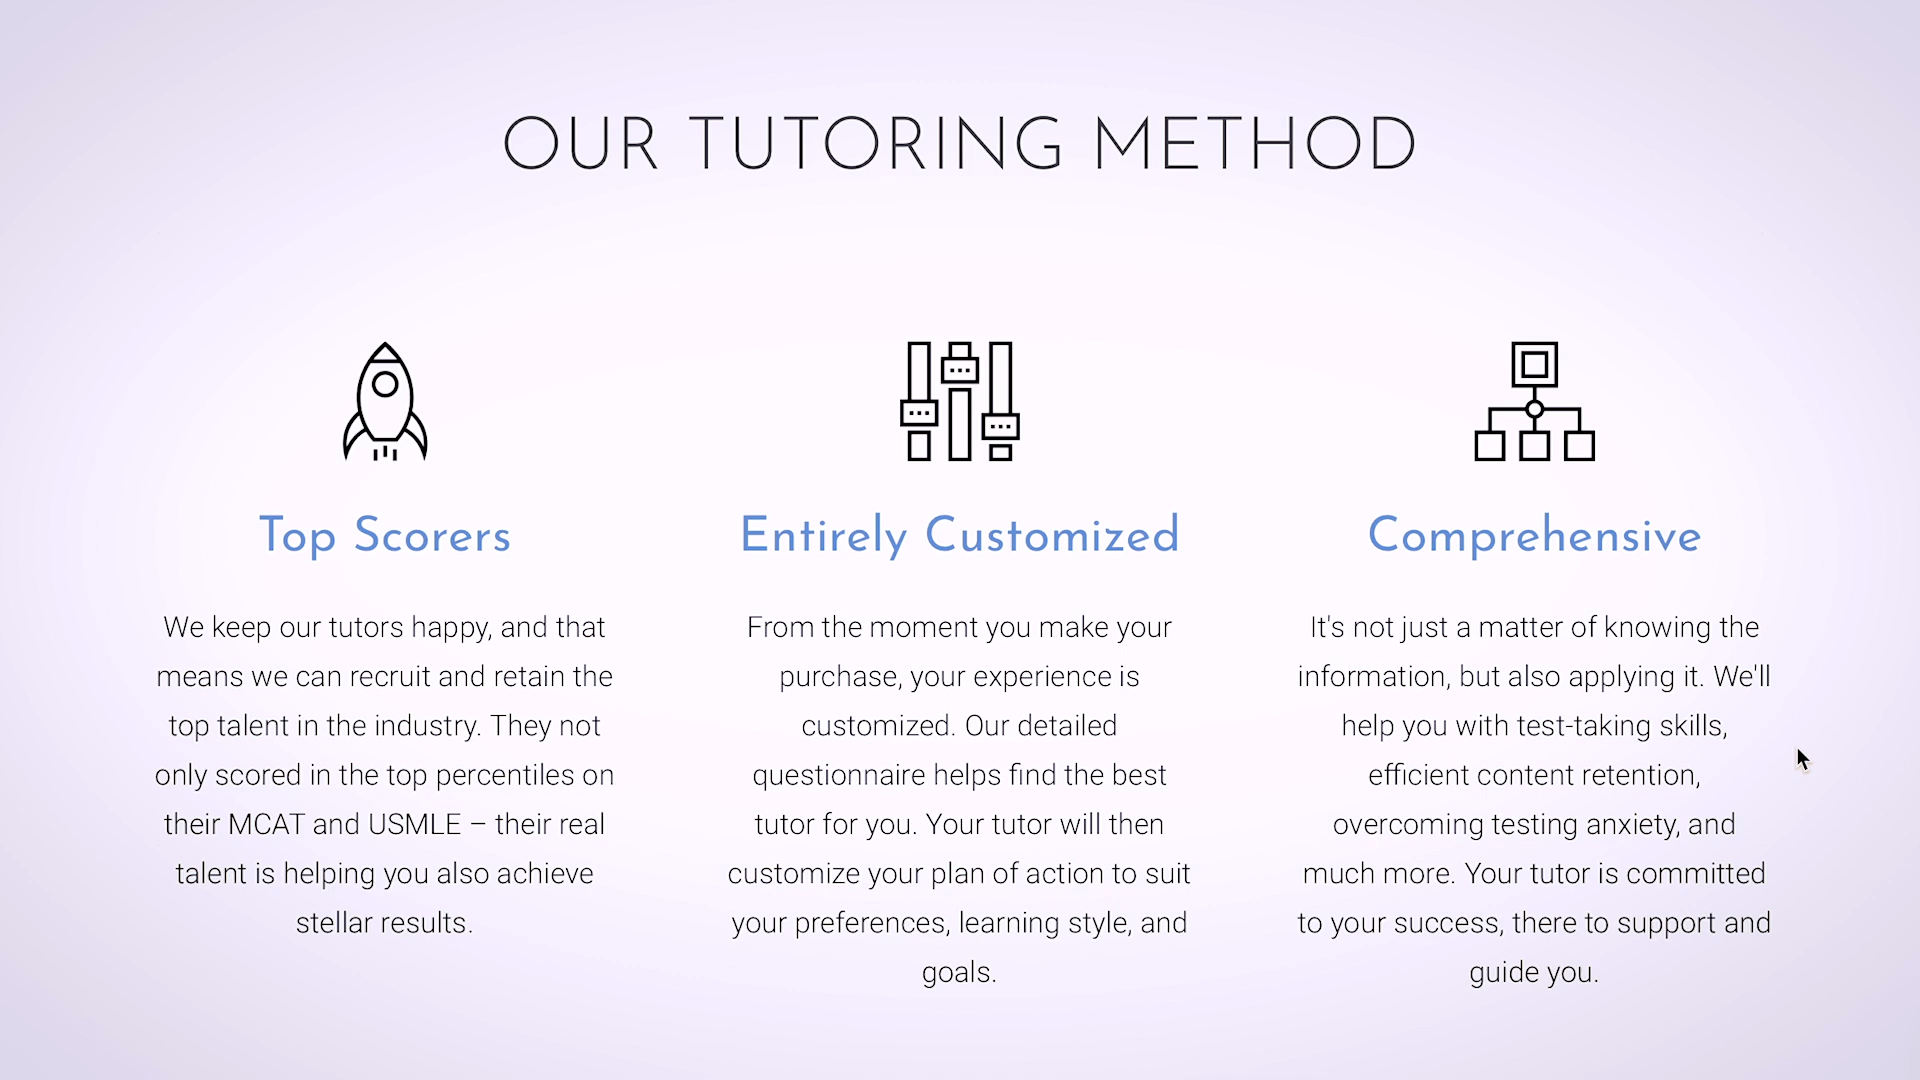 OUR TUTORING METHOD
Top Scorers
We keep our tutors happy, and that
means we can recruit and retain the
top talent in the industry. They not
only scored in the top percentiles on
their MCAT and USMLE – their real
talent is helping you also achieve
stellar results.
Entirely Customized
From the moment you make your
purchase, your experience is
customized. Our detailed
questionnaire helps find the best
tutor for you. Your tutor will then
customize your plan of action to suit
your preferences, learning style, and
goals.
Comprehensive
It's not just a matter of knowing the
information, but also applying it. We'll
help you with test-taking skills,
efficient content retention,
overcoming testing anxiety, and
much more. Your tutor is committed
to your success, there to support and
guide you.